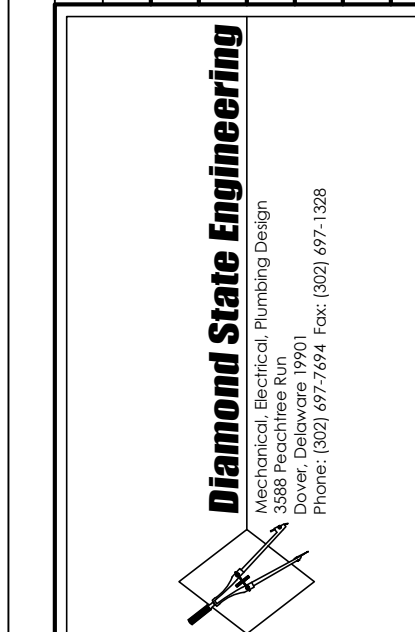 Diamond State Engineering
Mechanical, Electrical, Plumbing Design
3588 Peachtree Run
Dover, Delaware 19901
Phone: (302) 697-7694 Fax: (302) 697-1328